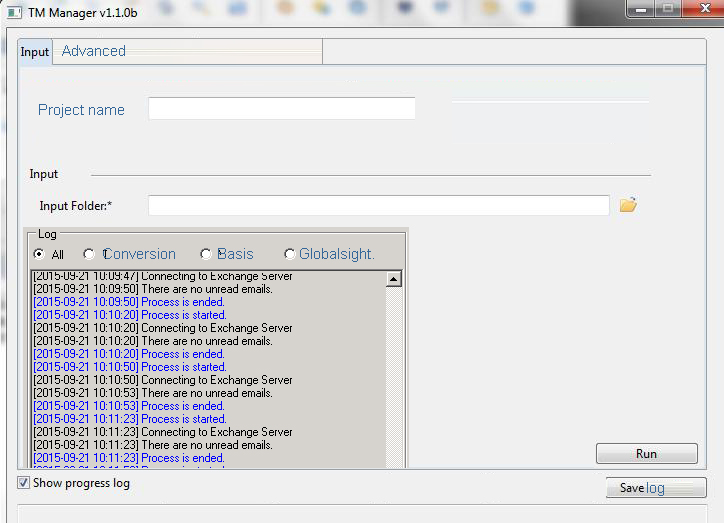 TM Manager v1.1.0b
Input Advanced
Project name
Input
Input Folder:*
Log
All Conversion Basis Globalsight.
[2015-09-21 10:09:47] Connecting to Exchange Server
[2015-09-21 10:09:50] There are no unread emails.
[2015-09-21 10:09:50] Process is ended.
[2015-09-21 10:10:20] Process is started.
[2015-09-21 10:10:20] Connecting to Exchange Server
[2015-09-21 10:10:20] There are no unread emails.
[2015-09-21 10:10:20] Process is ended.
[2015-09-21 10:10:50] Process is started.
[2015-09-21 10:10:50] Connecting to Exchange Server
[2015-09-21 10:10:53] There are no unread emails.
[2015-09-21 10:10:53] Process is ended.
[2015-09-21 10:11:23] Process is started.
[2015-09-21 10:11:23] Connecting to Exchange Server
[2015-09-21 10:11:23] There are no unread emails.
[2015-09-21 10:11:23] Process is ended.
Run
Show progress log
Save log